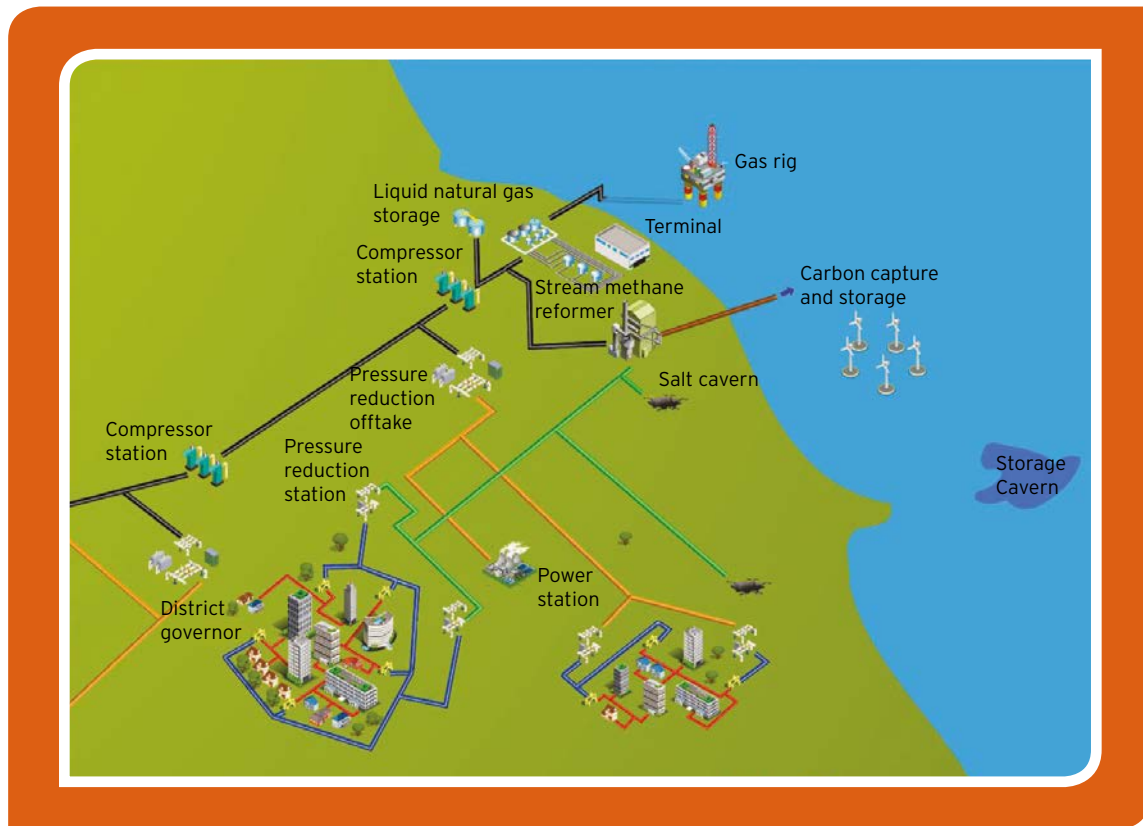 Gas rig
Liquid natural gas
storage
Terminal
Compressor
station
Carbon capture
and storage
Stream methane
reformer
Pressure
reduction
offtake
Salt cavern
Compressor
station
Pressure
reduction
station
Storage
Cavern
Power
station
District
governor